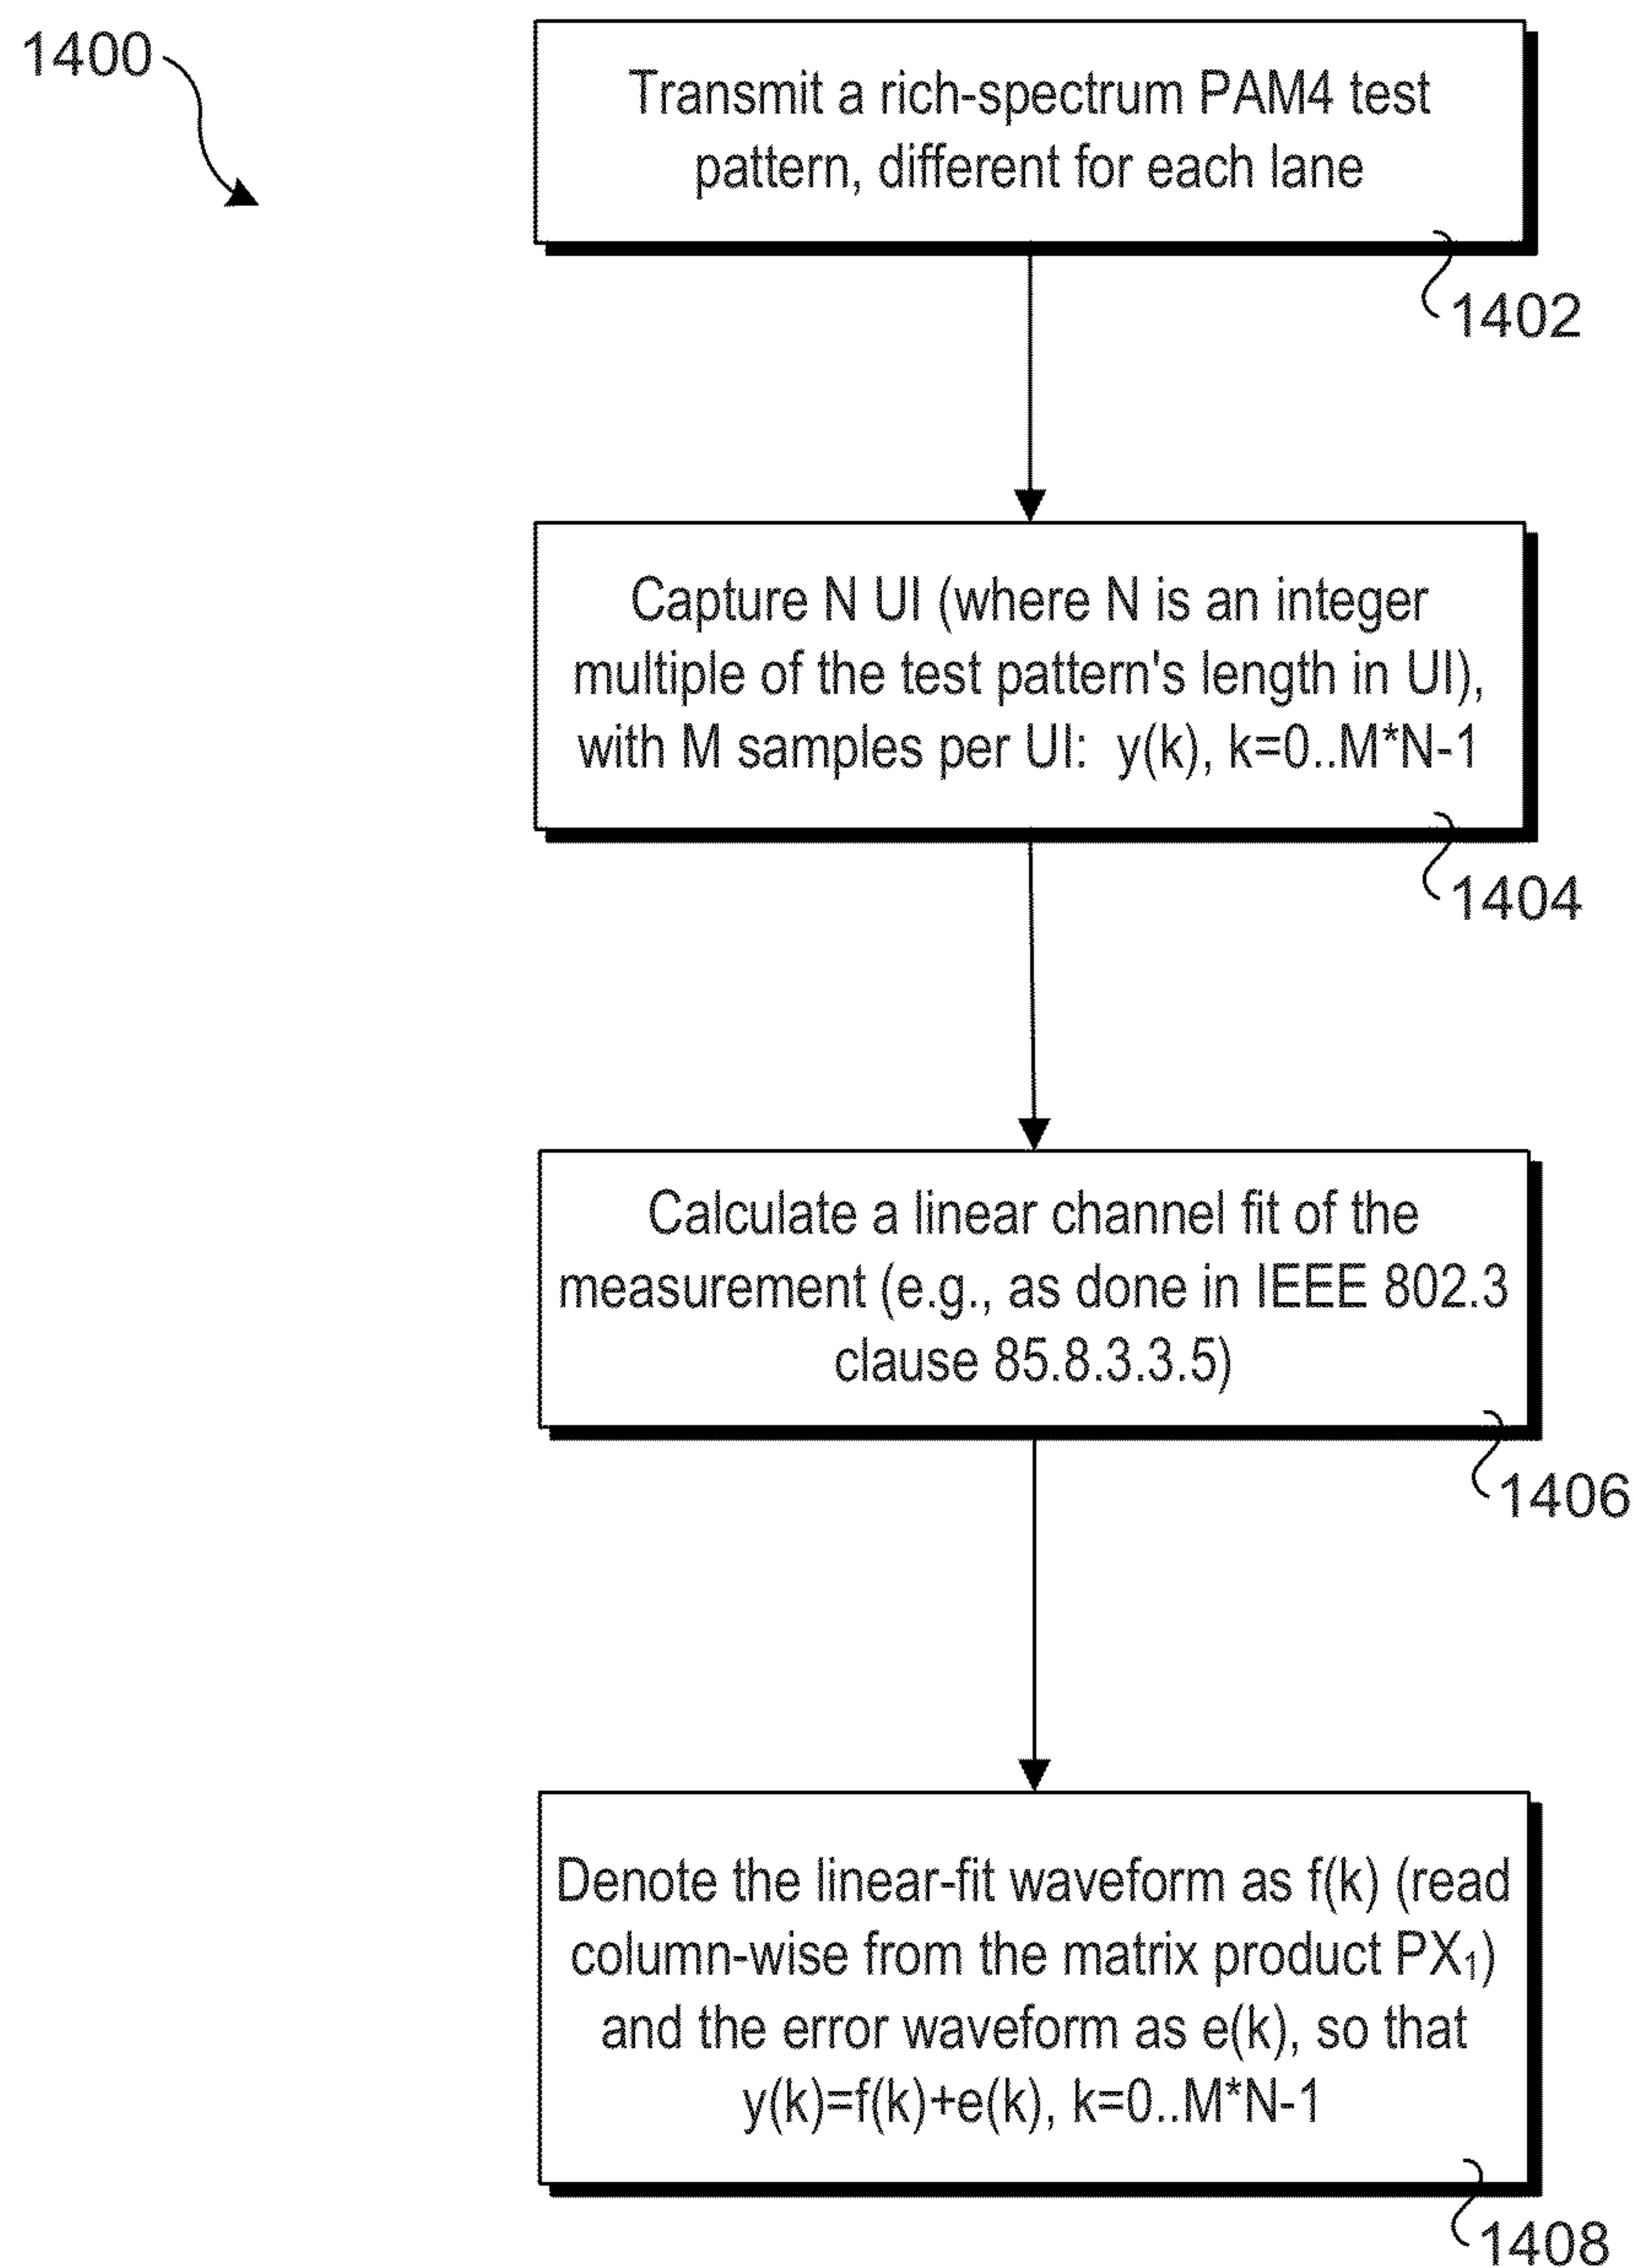 1400
Transmit a rich-spectrum PAM4 test
pattern, different for each lane
1402
Capture N UI (where N is an integer
multiple of the test pattern's length in UI),
with M samples per UI:  y(k), k=0..M*N-1
1404
Calculate a linear channel fit of the
measurement (e.g., as done in IEEE 802.3
clause 85.8.3.3.5)
1406
Denote the linear-fit waveform as f(k) (read
column-wise from the matrix product PX₁)
and the error waveform as e(k), so that
y(k)=f(k)+e(k), k=0..M*N-1
1408